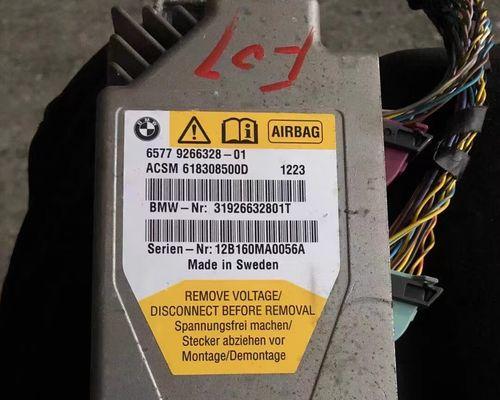 F07
BMW
AIRBAG
6577 9266328-01
ACSM 618308500D 1223
BMW-Nr: 31926632801T
Serien-Nr: 12B160MA0056A
Made in Sweden
REMOVE VOLTAGE/
DISCONNECT BEFORE REMOVAL
Spannungsfrei machen/
Stecker abziehen vor
Montage/Demontage